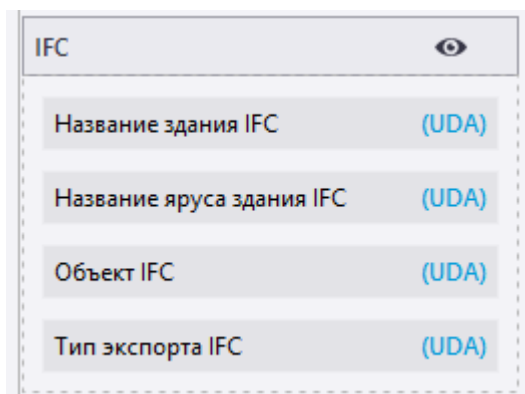 IFC
Название здания IFC (UDA)
Название яруса здания IFC (UDA)
Объект IFC (UDA)
Тип экспорта IFC (UDA)